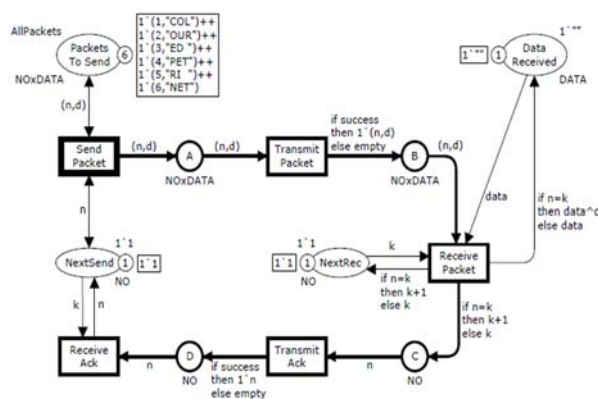 AllPackets
Packets
To Send
6
1`(1,"COL")++
1`(2,"OUR")++
1`(3,"ED ")++
1`(4,"PET")++
1`(5,"RI ")++
1`(6,"NET")
NOxDATA
1`""
1`""
1
Data
Received
DATA
(n,d)
Send
Packet
(n,d)
A
NOxDATA
(n,d)
Transmit
Packet
if success
then 1`(n,d)
else empty
B
NOxDATA
(n,d)
data
if n=k
then data^d
else data
n
1`1
NextSend
1
1`1
NO
1`1
1`1
1
NextRec
NO
k
if n=k
then k+1
else k
Receive
Packet
k
n
if n=k
then k+1
else k
Receive
Ack
n
D
NO
if success
then 1`n
else empty
Transmit
Ack
n
C
NO